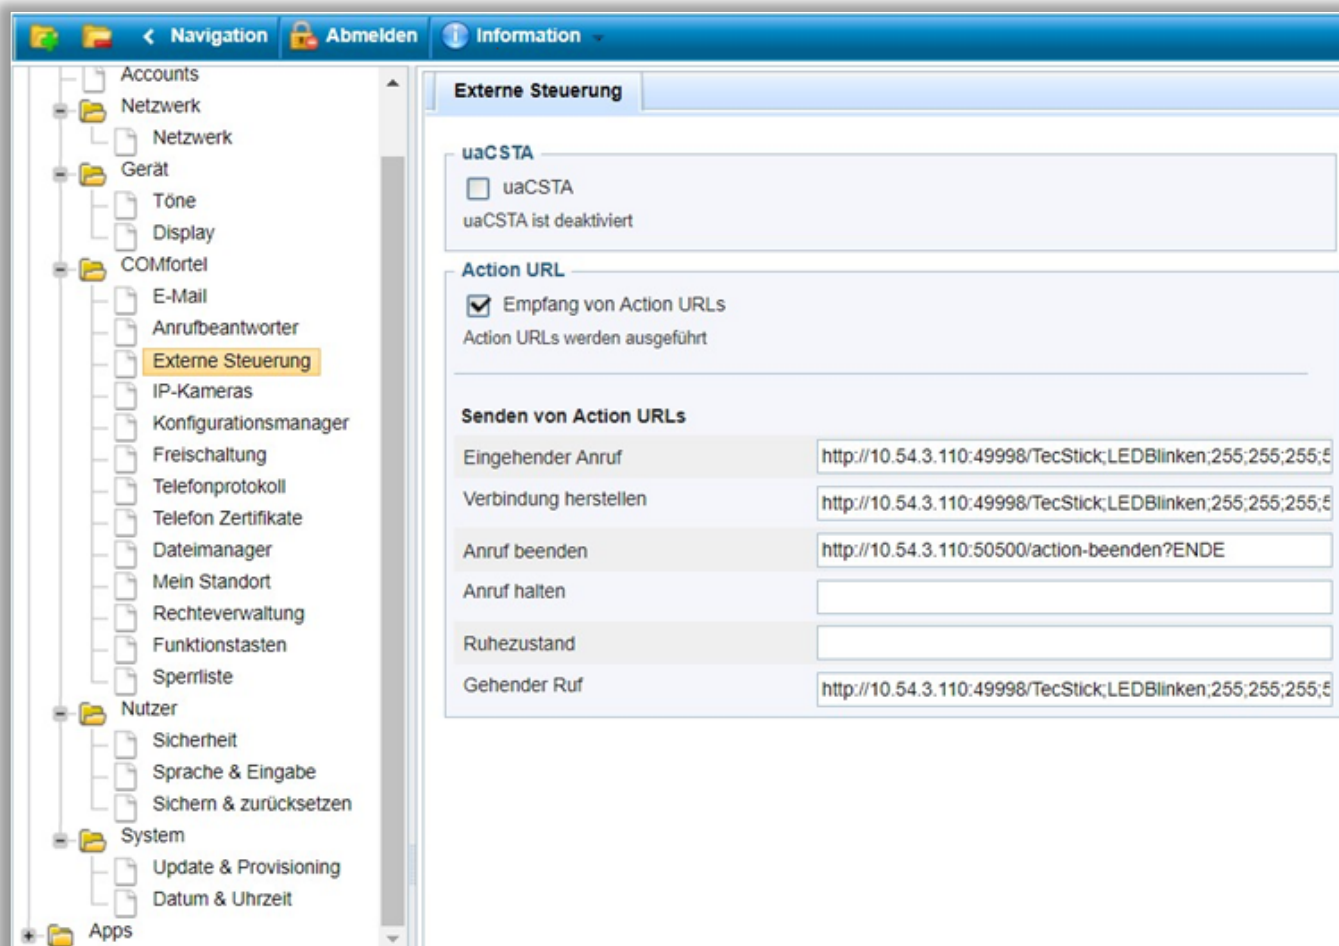 Navigation Abmelden Information
Accounts
Netzwerk
Netzwerk
Gerät
Töne
Display
COMfortel
E-Mail
Anrufbeantworter
Externe Steuerung
IP-Kameras
Konfigurationsmanager
Freischaltung
Telefonprotokoll
Telefon Zertifikate
Dateimanager
Mein Standort
Rechteverwaltung
Funktionstasten
Sperrliste
Nutzer
Sicherheit
Sprache & Eingabe
Sichern & zurücksetzen
System
Update & Provisioning
Datum & Uhrzeit
Apps
Externe Steuerung
uaCSTA
uaCSTA
uaCSTA ist deaktiviert
Action URL
Empfang von Action URLs
Action URLs werden ausgeführt
Senden von Action URLs
Eingehender Anruf http://10.54.3.110:49998/TecStick;LEDBlinken;255;255;255;5
Verbindung herstellen http://10.54.3.110:49998/TecStick;LEDBlinken;255;255;255;5
Anruf beenden http://10.54.3.110:50500/action-beenden?ENDE
Anruf halten
Ruhezustand
Gehender Ruf http://10.54.3.110:49998/TecStick;LEDBlinken;255;255;255;5